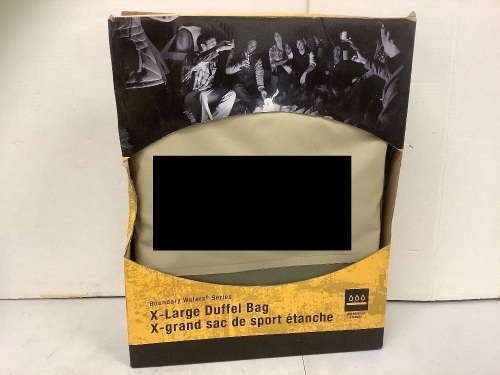 Boundary Waters® Series
X-Large Duffel Bag
X-grand sac de sport étanche